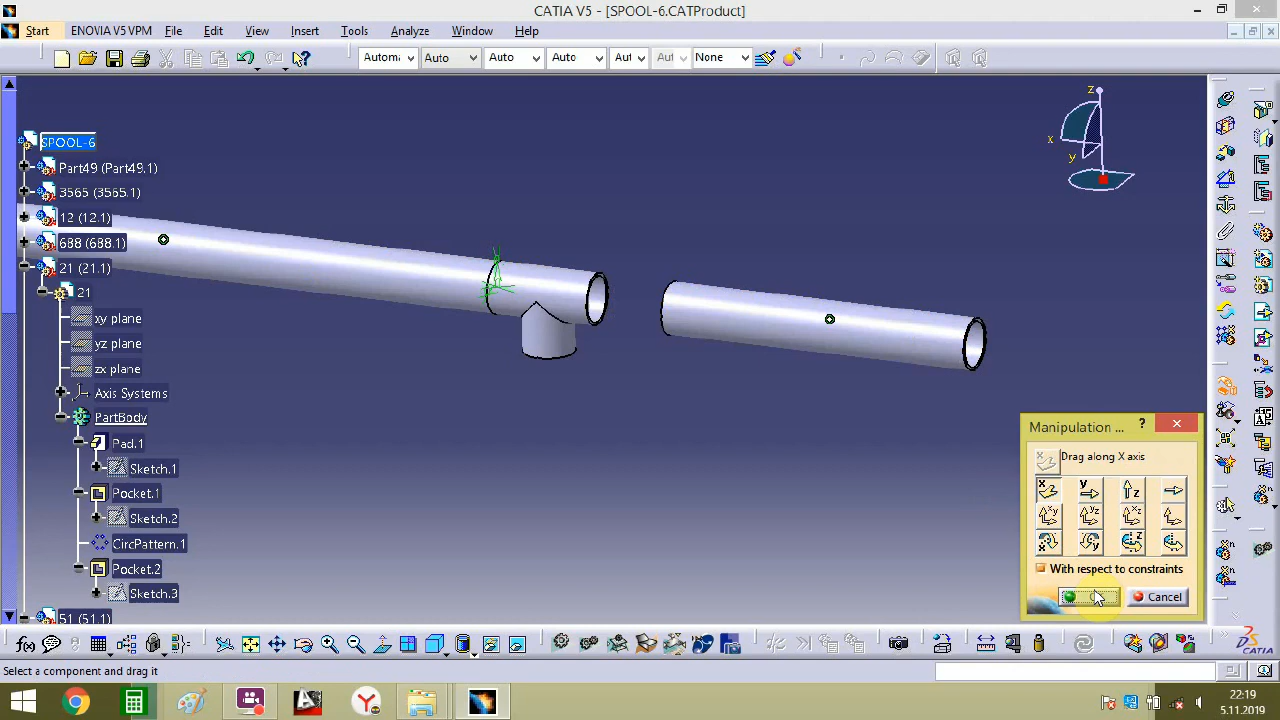 CATIA V5 - [SPOOL-6.CATProduct]
Start ENOVIA V5 VPM File Edit View Insert Tools Analyze Window Help
Automa Auto Auto Auto Aut Aut None
SPOOL-6
Part49 (Part49.1)
3565 (3565.1)
12 (12.1)
688 (688.1)
21 (21.1)
21
xy plane
yz plane
zx plane
Axis Systems
PartBody
Pad.1
Sketch.1
Pocket.1
Sketch.2
CircPattern.1
Pocket.2
Sketch.3
51 (51.1)
z
x
y
Manipulation ... ?
Drag along X axis
With respect to constraints
Cancel
Select a component and drag it
22:19
5.11.2019